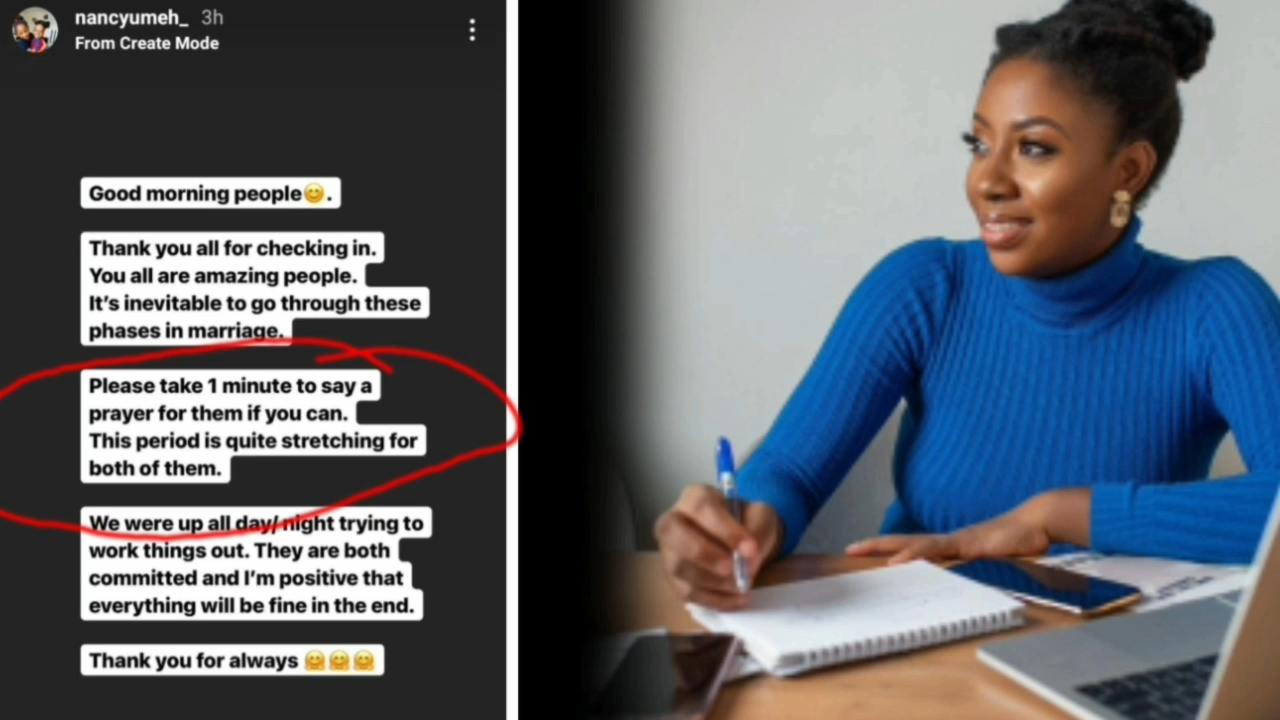 nancyumeh_ 3h
From Create Mode
Good morning people😊.
Thank you all for checking in.
You all are amazing people.
It's inevitable to go through these
phases in marriage.
Please take 1 minute to say a
prayer for them if you can.
This period is quite stretching for
both of them.
We were up all day/night trying to
work things out. They are both
committed and I'm positive that
everything will be fine in the end.
Thank you for always 🤗🤗🤗